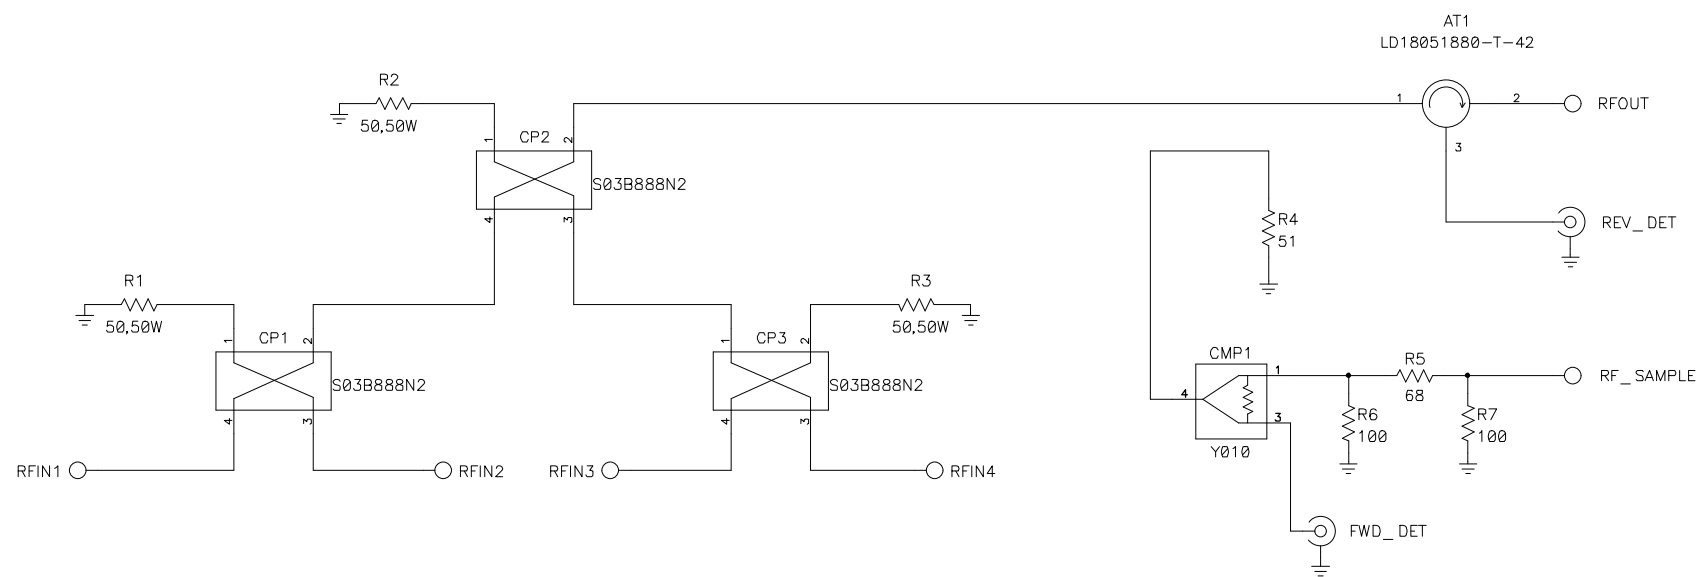 AT1
LD18051880-T-42
R2
50,50W
1
2
RFOUT
1
CP2
2
3
S03B888N2
4
3
R4
51
REV_DET
R1
50,50W
R3
50,50W
1
CP1
2
S03B888N2
4
3
1
CP3
2
S03B888N2
4
3
CMP1
1
4
3
Y010
R5
68
RF_SAMPLE
R6
100
R7
100
RFIN1
RFIN2
RFIN3
RFIN4
FWD_DET